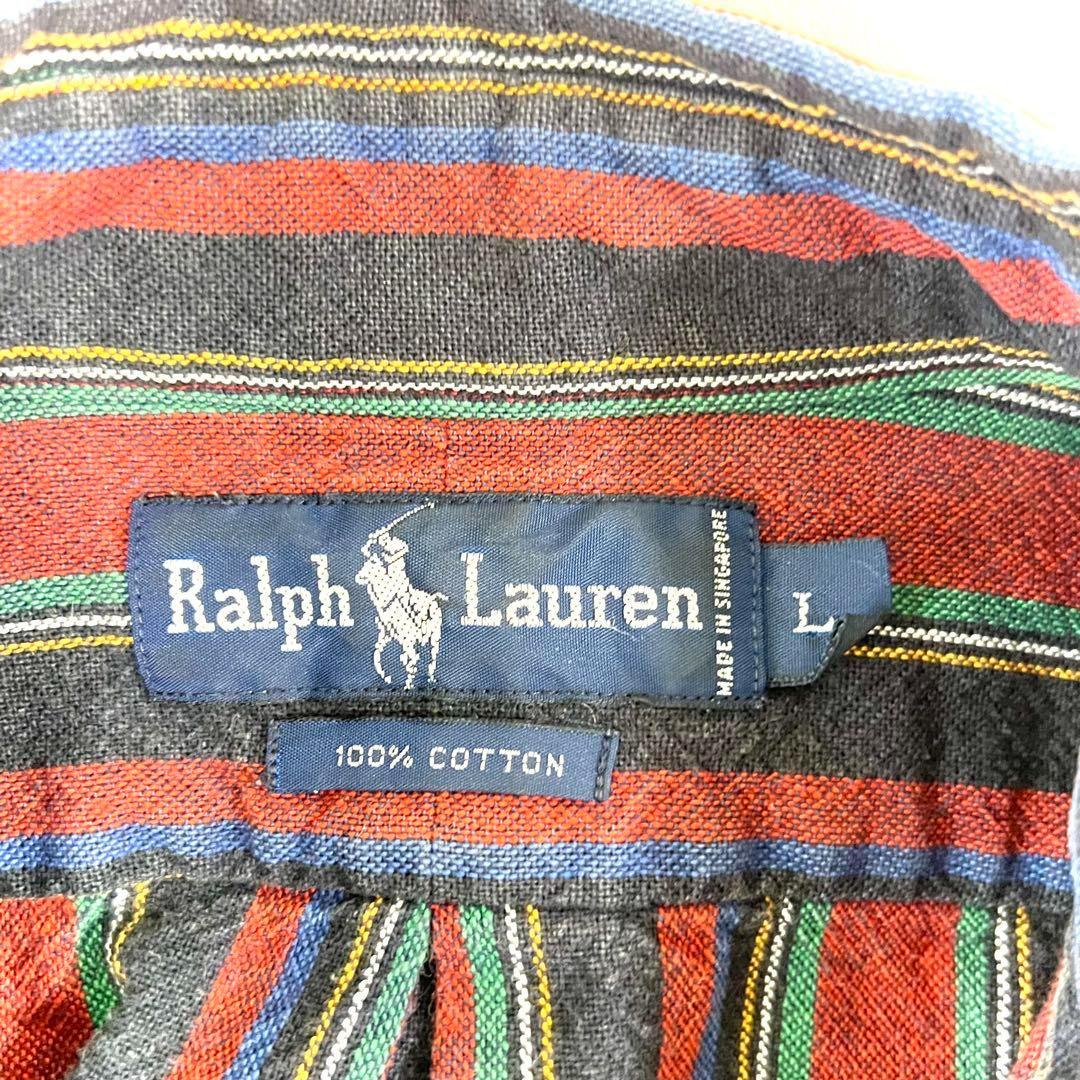 Ralph Lauren
MADE IN SINGAPORE
L
100% COTTON